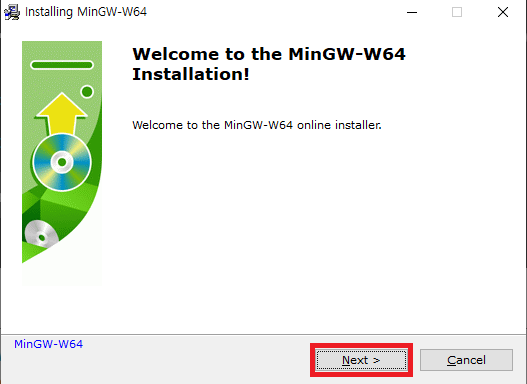 Installing MinGW-W64
Welcome to the MinGW-W64
Installation!
Welcome to the MinGW-W64 online installer.
MinGW-W64
Next >
Cancel